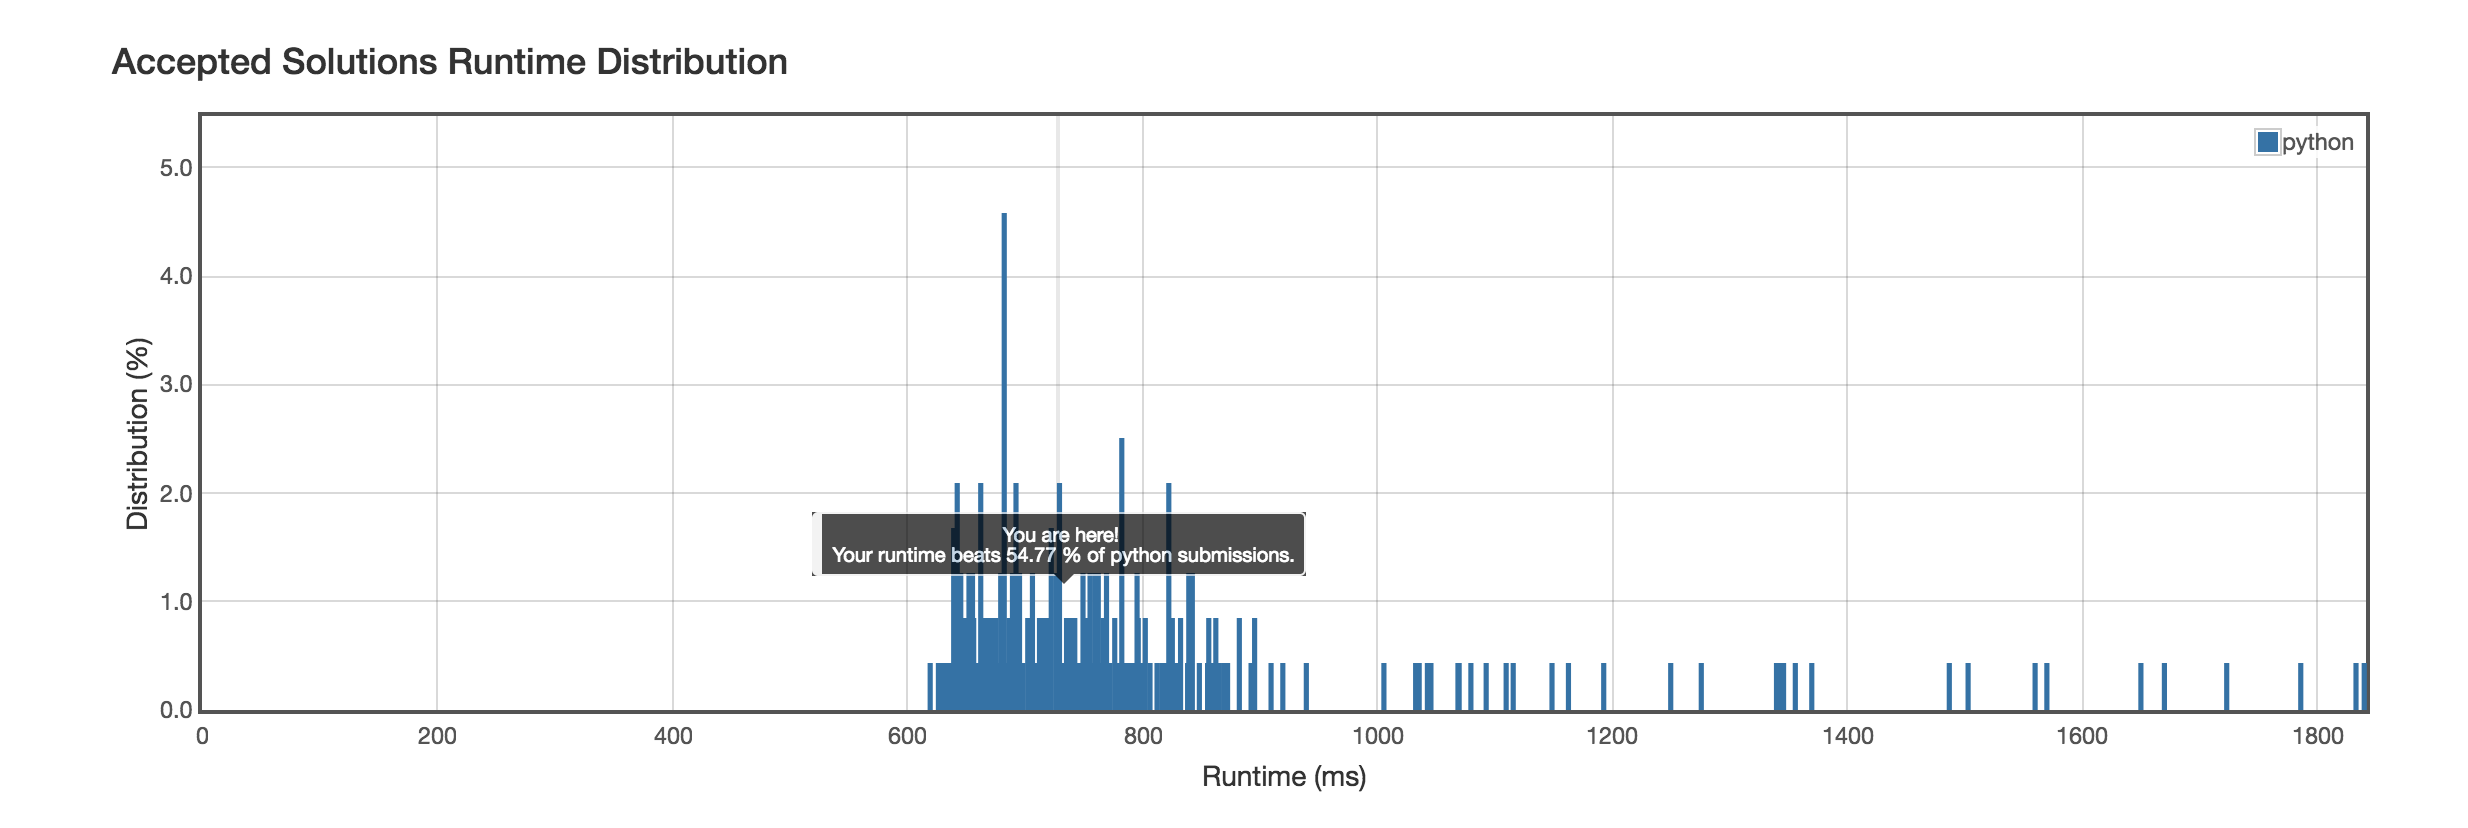 Accepted Solutions Runtime Distribution
python
5.0
4.0
3.0
2.0
1.0
0.0
Distribution (%)
You are here!
Your runtime beats 54.77 % of python submissions.
0 200 400 600 800 1000 1200 1400 1600 1800
Runtime (ms)